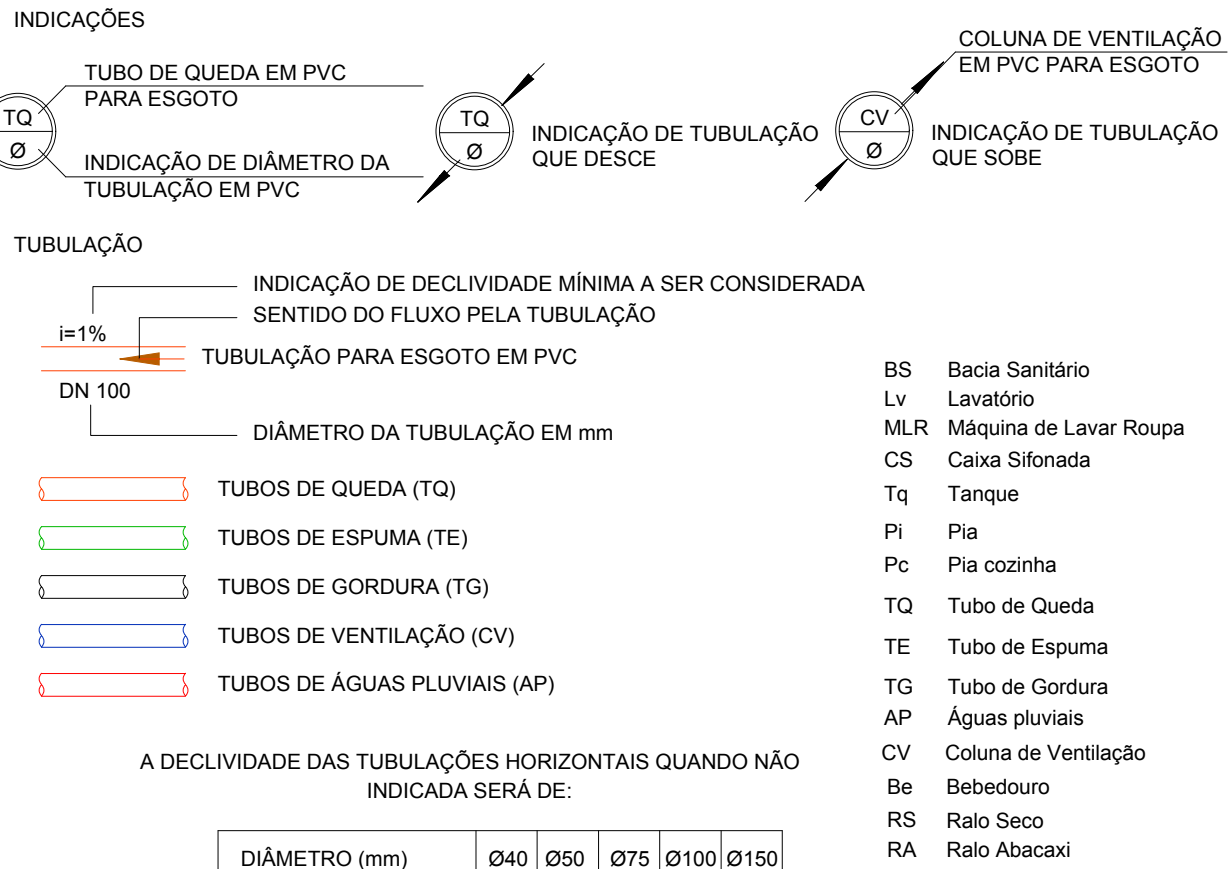 INDICAÇÕES
TUBO DE QUEDA EM PVC
PARA ESGOTO
TQ
Ø
INDICAÇÃO DE DIÂMETRO DA
TUBULAÇÃO EM PVC
TQ
Ø
INDICAÇÃO DE TUBULAÇÃO
QUE DESCE
COLUNA DE VENTILAÇÃO
EM PVC PARA ESGOTO
CV
Ø
INDICAÇÃO DE TUBULAÇÃO
QUE SOBE
TUBULAÇÃO
INDICAÇÃO DE DECLIVIDADE MÍNIMA A SER CONSIDERADA
SENTIDO DO FLUXO PELA TUBULAÇÃO
i=1%
TUBULAÇÃO PARA ESGOTO EM PVC
DN 100
DIÂMETRO DA TUBULAÇÃO EM mm
TUBOS DE QUEDA (TQ)
TUBOS DE ESPUMA (TE)
TUBOS DE GORDURA (TG)
TUBOS DE VENTILAÇÃO (CV)
TUBOS DE ÁGUAS PLUVIAIS (AP)
BS Bacia Sanitário
Lv Lavatório
MLR Máquina de Lavar Roupa
CS Caixa Sifonada
Tq Tanque
Pi Pia
Pc Pia cozinha
TQ Tubo de Queda
TE Tubo de Espuma
TG Tubo de Gordura
AP Águas pluviais
CV Coluna de Ventilação
Be Bebedouro
RS Ralo Seco
RA Ralo Abacaxi
A DECLIVIDADE DAS TUBULAÇÕES HORIZONTAIS QUANDO NÃO
INDICADA SERÁ DE:
DIÂMETRO (mm) Ø40 Ø50 Ø75 Ø100 Ø150